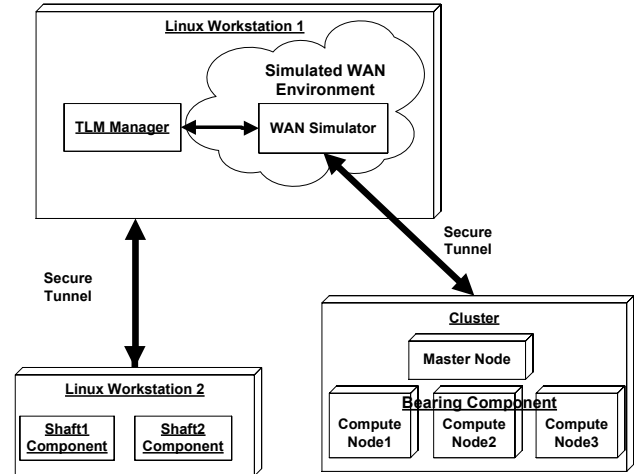 Linux Workstation 1
Simulated WAN
Environment
TLM Manager
WAN Simulator
Secure
Tunnel
Secure
Tunnel
Cluster
Master Node
Linux Workstation 2
Bearing Component
Shaft1
Component
Shaft2
Component
Compute
Node1
Compute
Node2
Compute
Node3